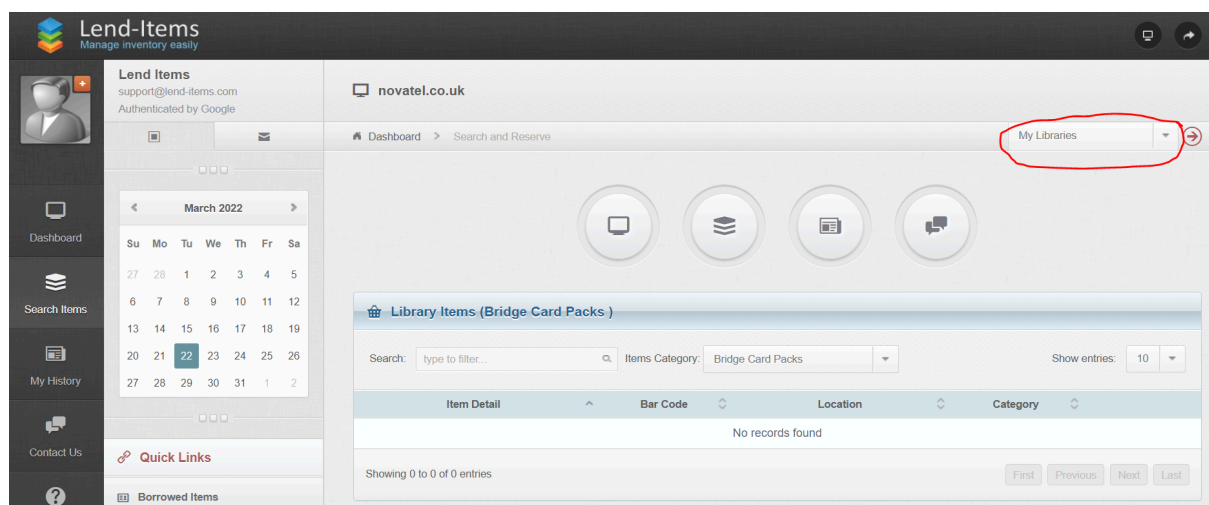 Lend-Items
Manage inventory easily
Lend Items
support@lend-items.com
Authenticated by Google
novatel.co.uk
Dashboard > Search and Reserve
My Libraries
Dashboard
Search Items
My History
Contact Us
March 2022
Su Mo Tu We Th Fr Sa
27 28 1 2 3 4 5
6 7 8 9 10 11 12
13 14 15 16 17 18 19
20 21 22 23 24 25 26
27 28 29 30 31 1 2
Quick Links
Borrowed Items
Library Items (Bridge Card Packs )
Search: type to filter... Items Category: Bridge Card Packs Show entries: 10
Item Detail Bar Code Location Category
No records found
Showing 0 to 0 of 0 entries First Previous Next Last